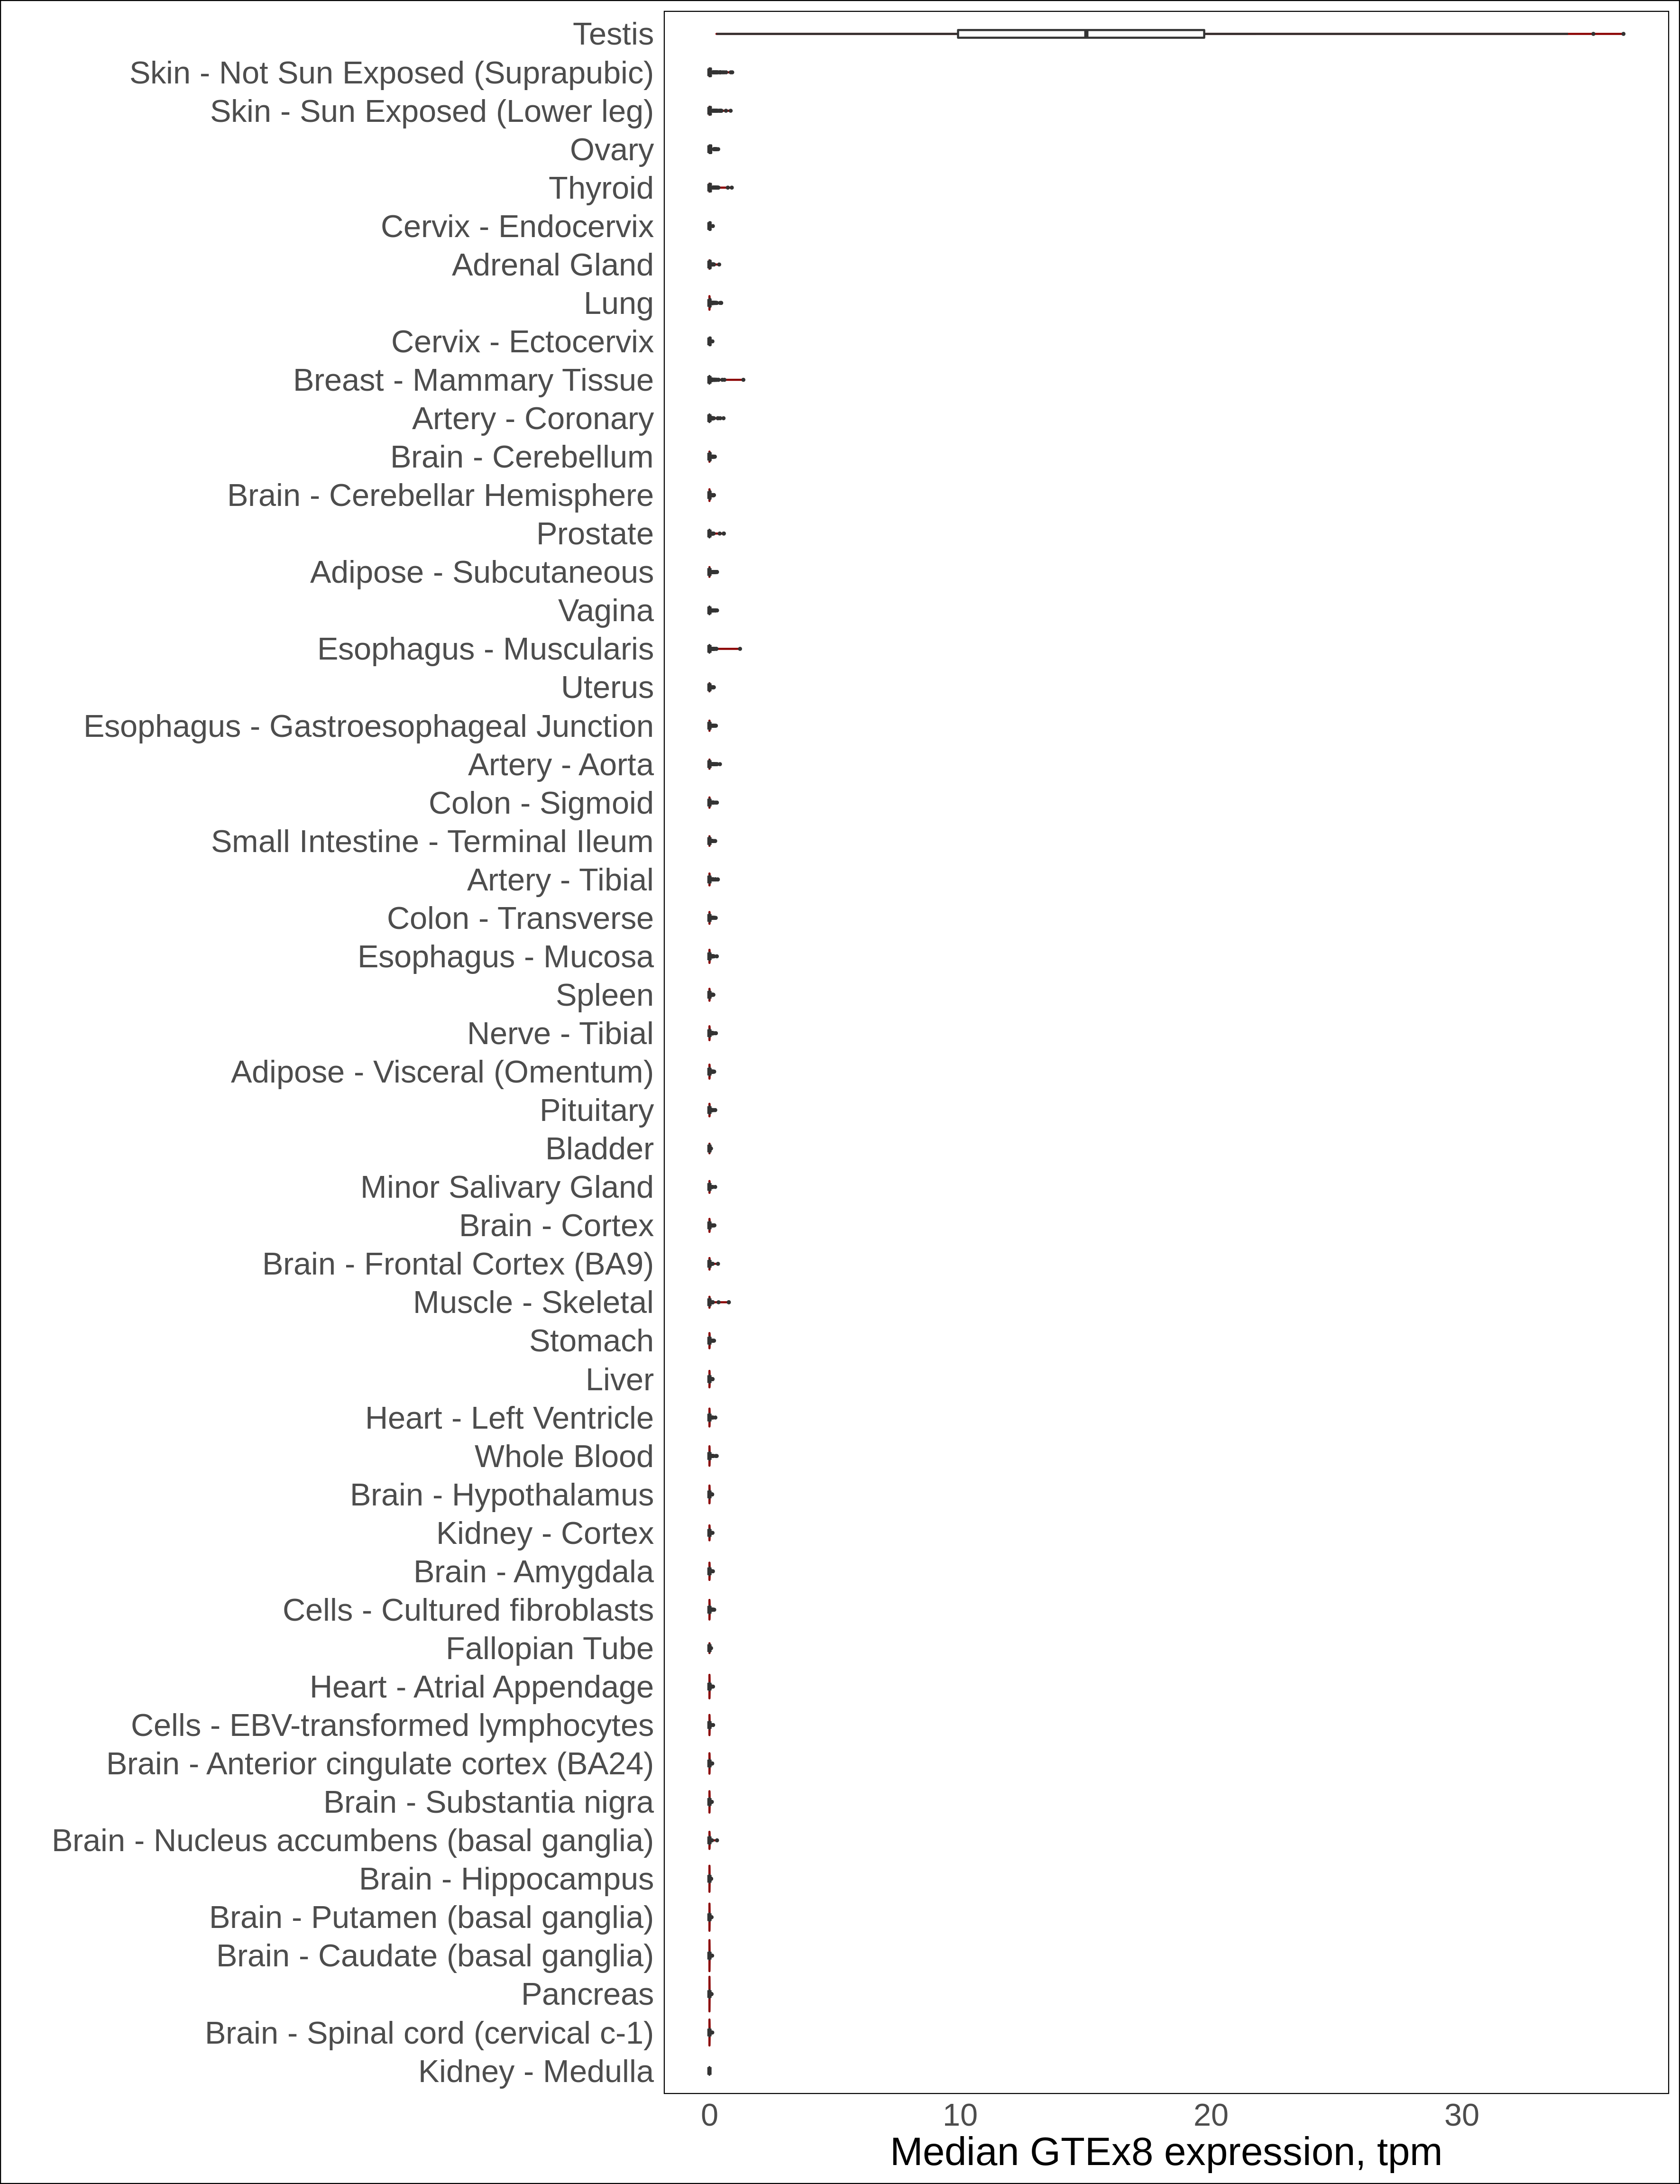 Testis
Skin - Not Sun Exposed (Suprapubic)
Skin - Sun Exposed (Lower leg)
Ovary
Thyroid
Cervix - Endocervix
Adrenal Gland
Lung
Cervix - Ectocervix
Breast - Mammary Tissue
Artery - Coronary
Brain - Cerebellum
Brain - Cerebellar Hemisphere
Prostate
Adipose - Subcutaneous
Vagina
Esophagus - Muscularis
Uterus
Esophagus - Gastroesophageal Junction
Artery - Aorta
Colon - Sigmoid
Small Intestine - Terminal Ileum
Artery - Tibial
Colon - Transverse
Esophagus - Mucosa
Spleen
Nerve - Tibial
Adipose - Visceral (Omentum)
Pituitary
Bladder
Minor Salivary Gland
Brain - Cortex
Brain - Frontal Cortex (BA9)
Muscle - Skeletal
Stomach
Liver
Heart - Left Ventricle
Whole Blood
Brain - Hypothalamus
Kidney - Cortex
Brain - Amygdala
Cells - Cultured fibroblasts
Fallopian Tube
Heart - Atrial Appendage
Cells - EBV-transformed lymphocytes
Brain - Anterior cingulate cortex (BA24)
Brain - Substantia nigra
Brain - Nucleus accumbens (basal ganglia)
Brain - Hippocampus
Brain - Putamen (basal ganglia)
Brain - Caudate (basal ganglia)
Pancreas
Brain - Spinal cord (cervical c-1)
Kidney - Medulla
0 10 20 30
Median GTEx8 expression, tpm